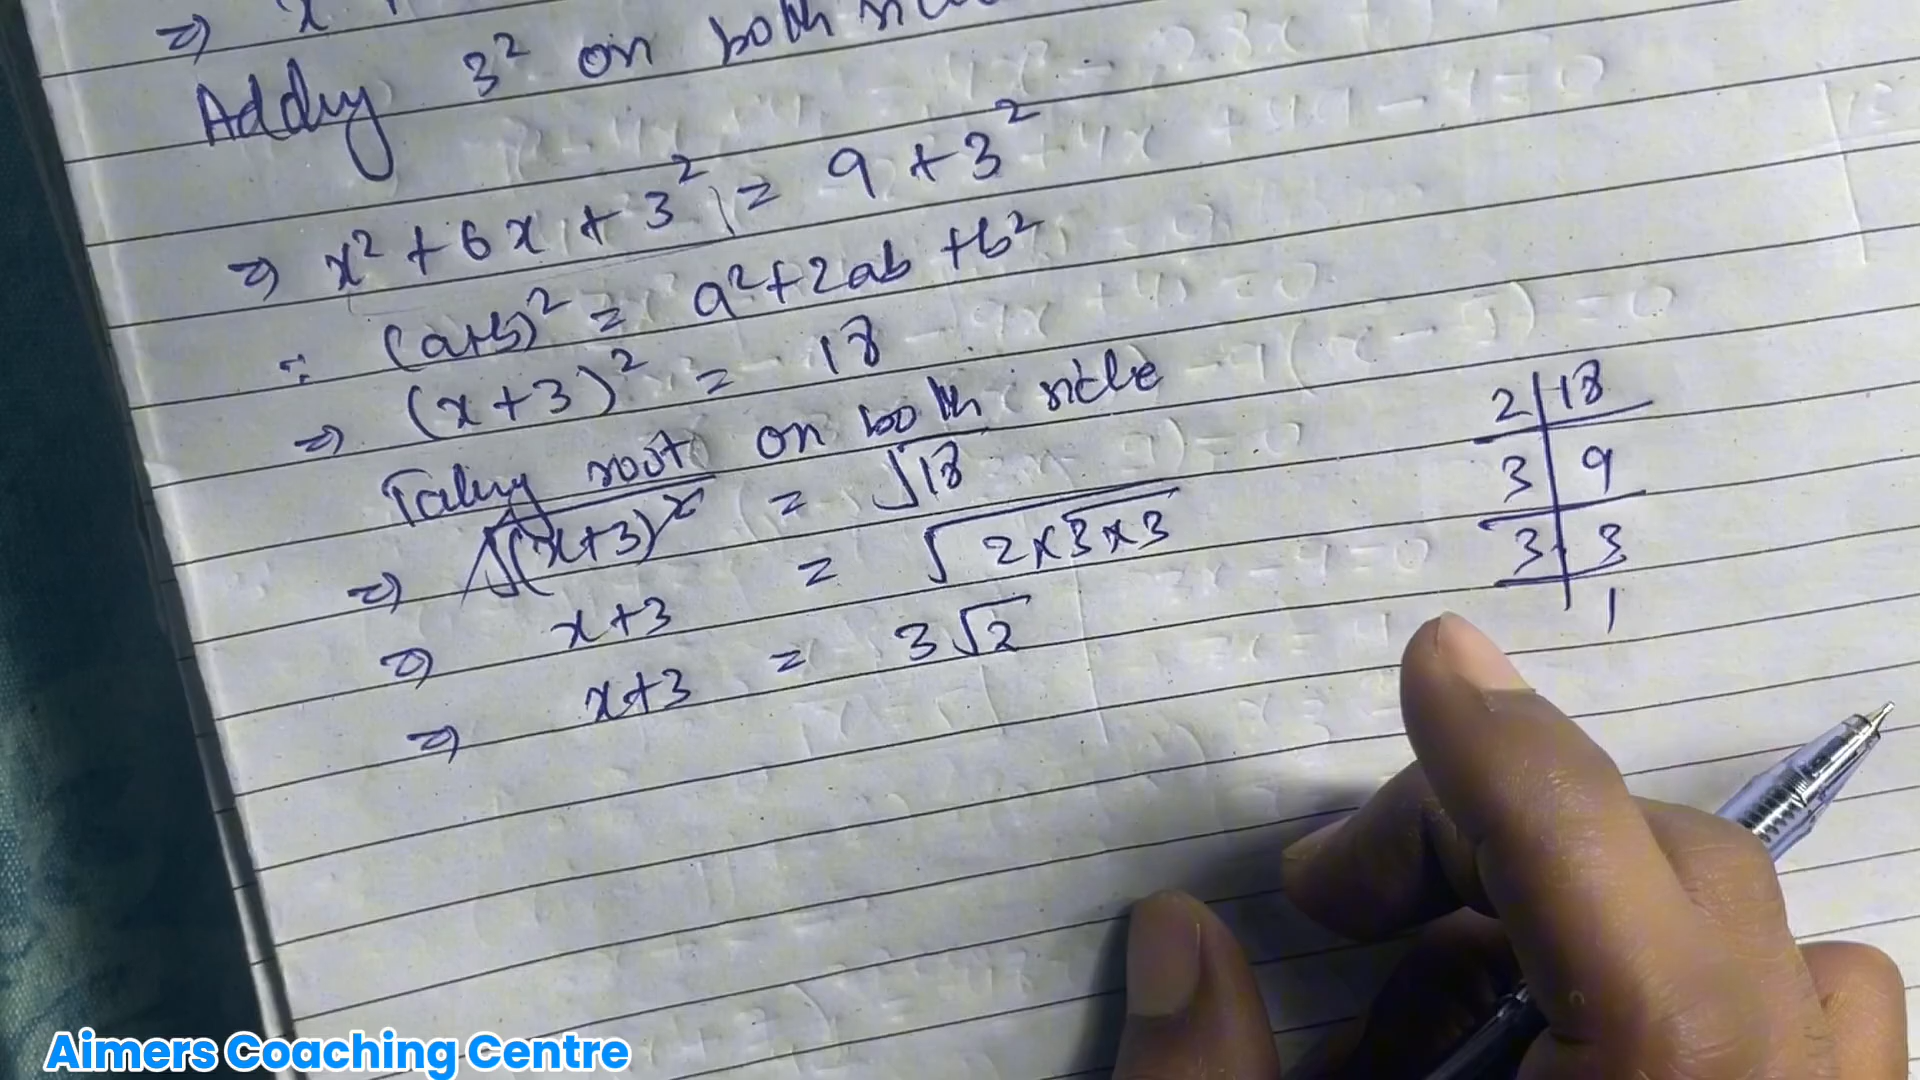 ⇒ x
Adding 3² on both
⇒ x² + 6x + 3² = 9 + 3²
∵ (a+b)² = a² + 2ab + b²
⇒ (x+3)² = 18
Taking root on both side
⇒ √(x+3)² = √18
⇒ x+3 = √2×3×3
⇒ x+3 = 3√2
2 | 18
3 | 9
3 | 3
1
Aimers Coaching Centre